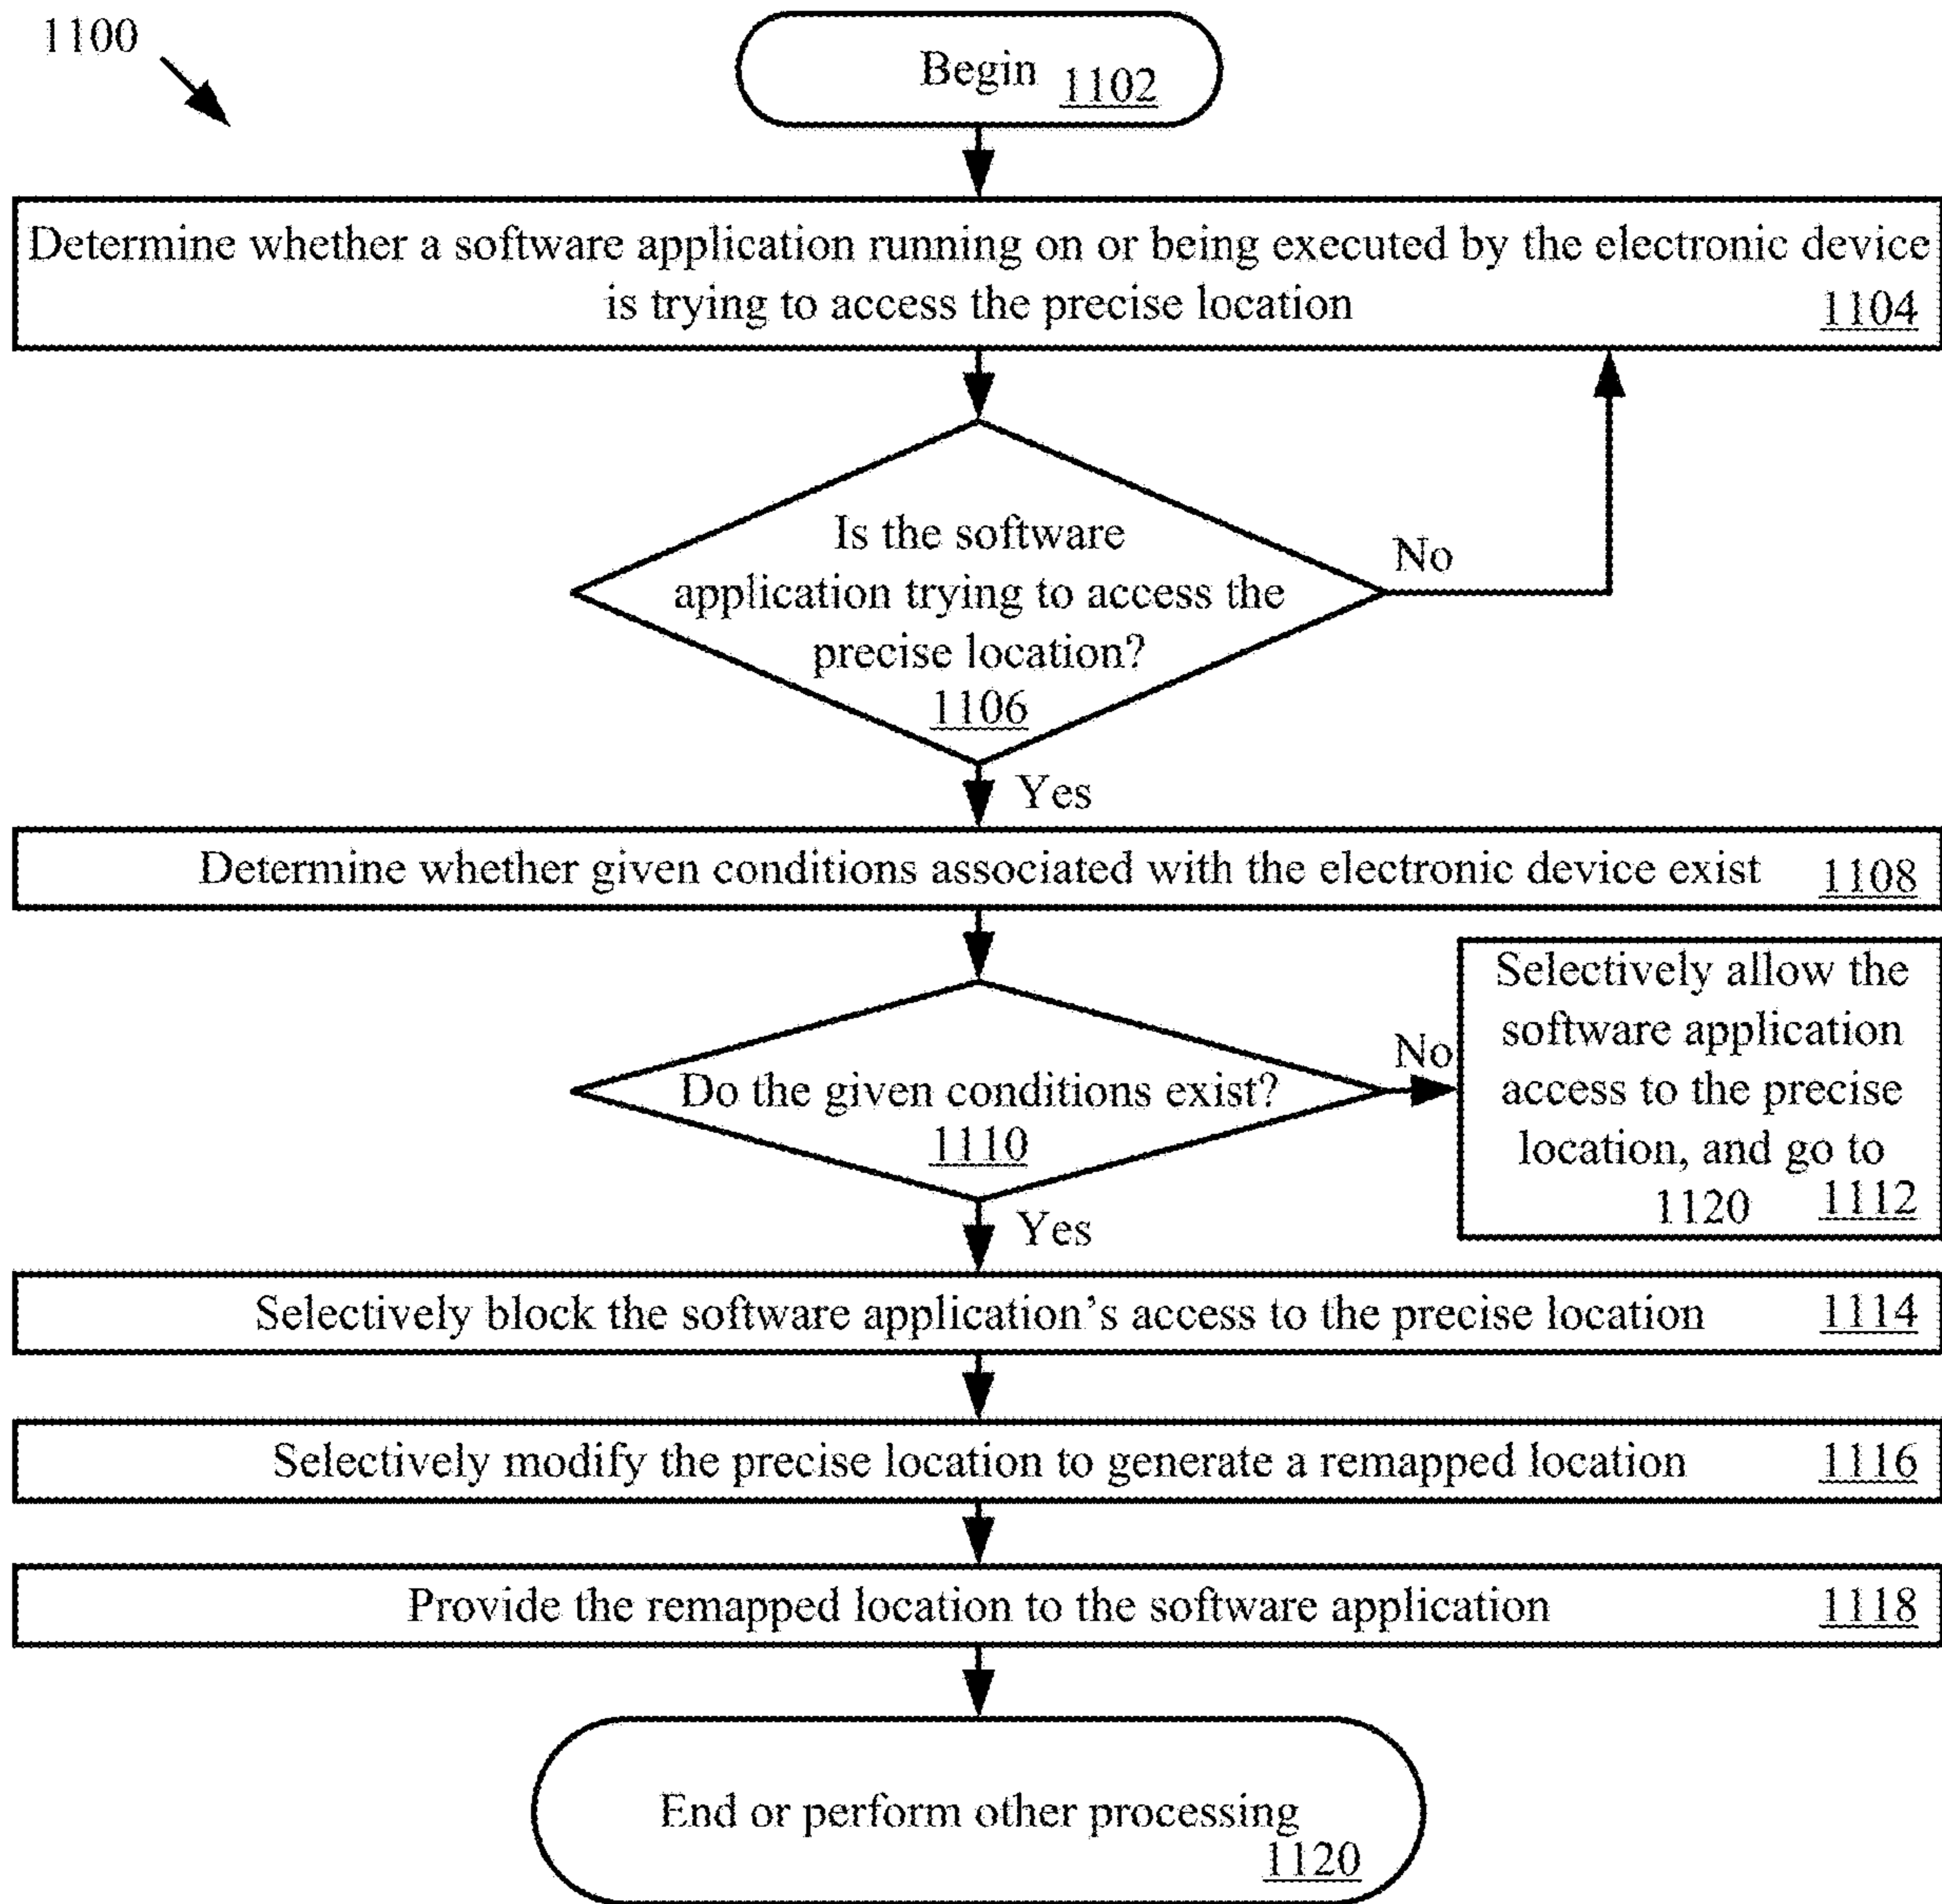 1100
Begin 1102
Determine whether a software application running on or being executed by the electronic device
is trying to access the precise location 1104
Is the software
application trying to access the
precise location?
1106
No
Yes
Determine whether given conditions associated with the electronic device exist 1108
Do the given conditions exist?
1110
No
Selectively allow the
software application
access to the precise
location, and go to
1120 1112
Yes
Selectively block the software application’s access to the precise location 1114
Selectively modify the precise location to generate a remapped location 1116
Provide the remapped location to the software application 1118
End or perform other processing
1120